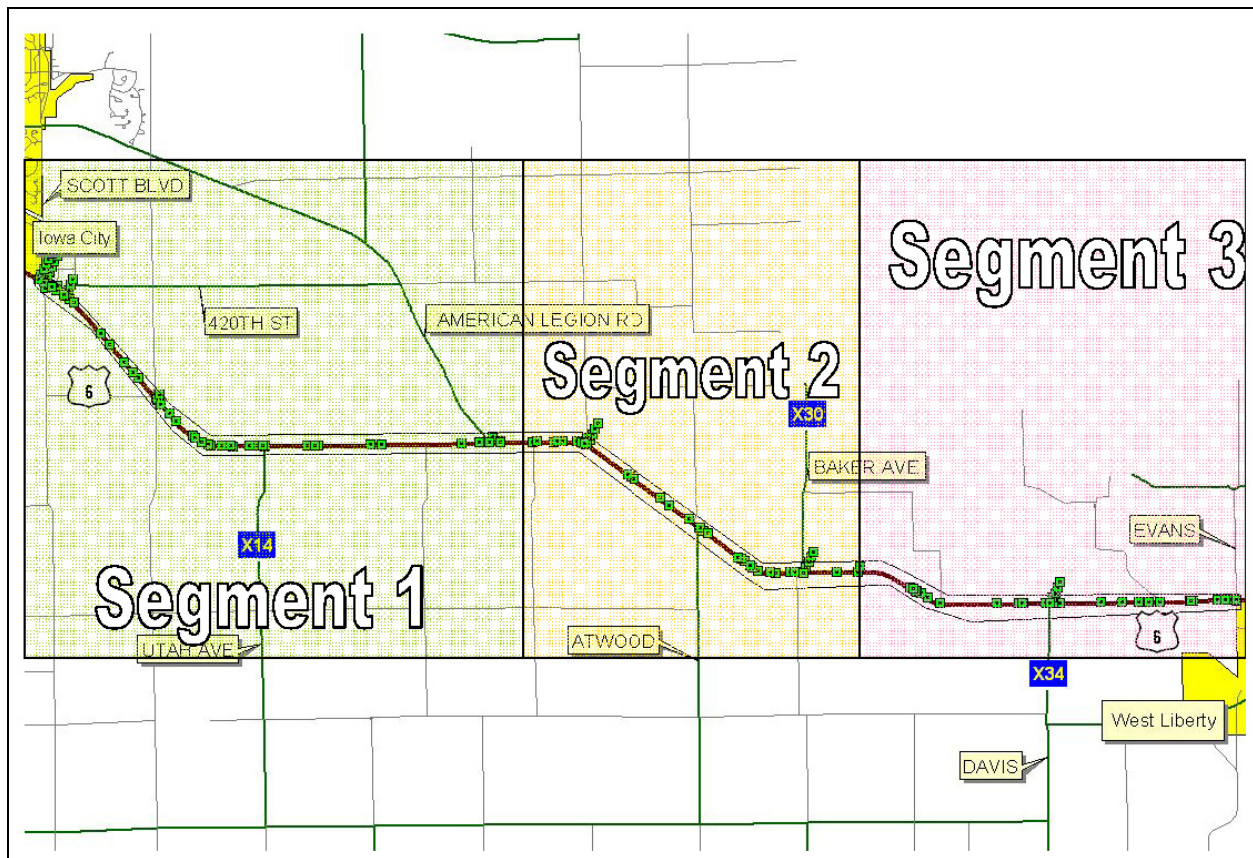 SCOTT BLVD
Iowa City
Segment 3
420TH ST
AMERICAN LEGION RD
Segment 2
6
X30
BAKER AVE
EVANS
X14
Segment 1
6
UTAH AVE
ATWOOD
X34
West Liberty
DAVIS